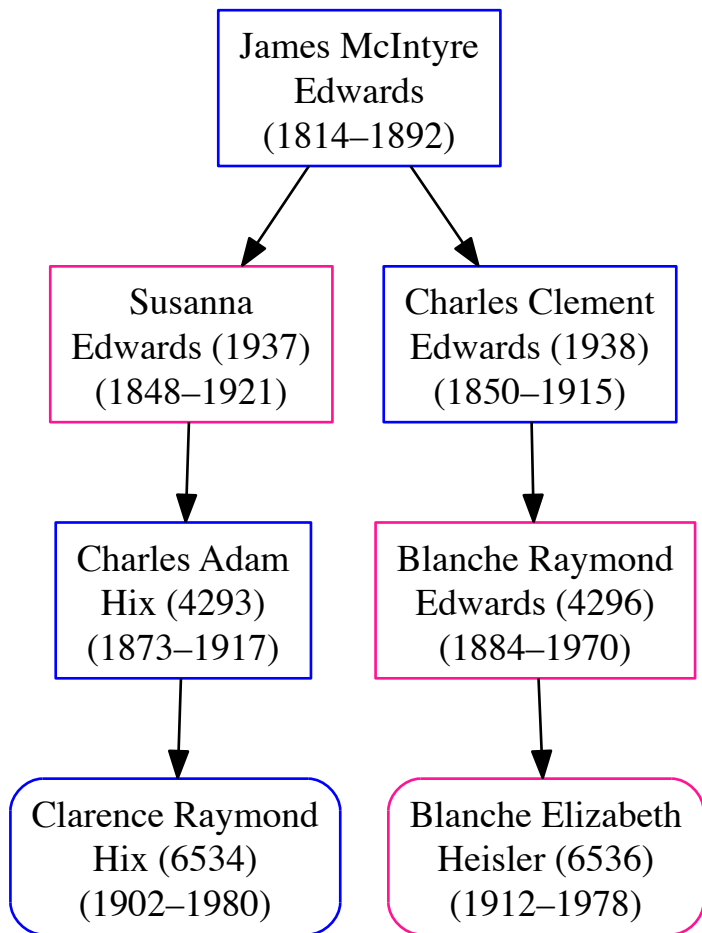 James McIntyre
Edwards
(1814–1892)
Susanna
Edwards (1937)
(1848–1921)
Charles Clement
Edwards (1938)
(1850–1915)
Charles Adam
Hix (4293)
(1873–1917)
Blanche Raymond
Edwards (4296)
(1884–1970)
Clarence Raymond
Hix (6534)
(1902–1980)
Blanche Elizabeth
Heisler (6536)
(1912–1978)